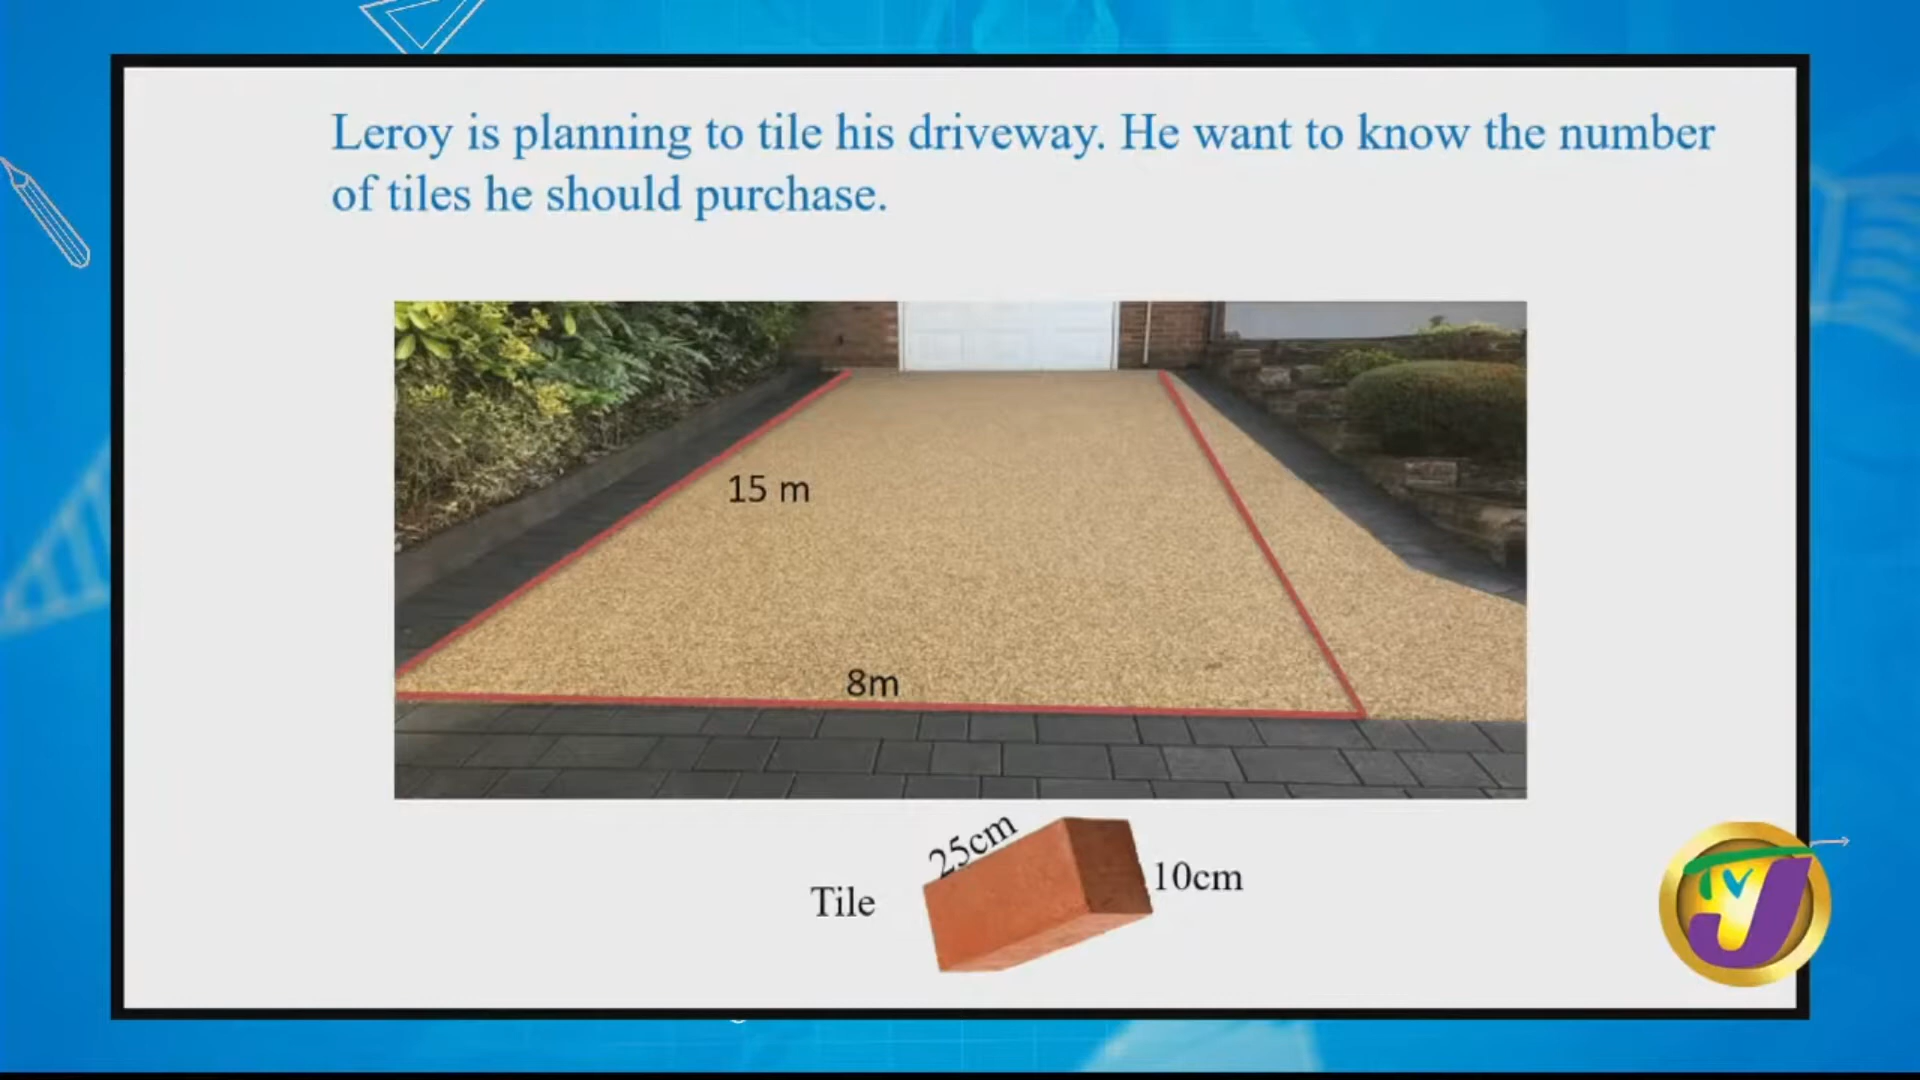 Leroy is planning to tile his driveway. He want to know the number
of tiles he should purchase.
15 m
8m
25cm
Tile
10cm
TVJ